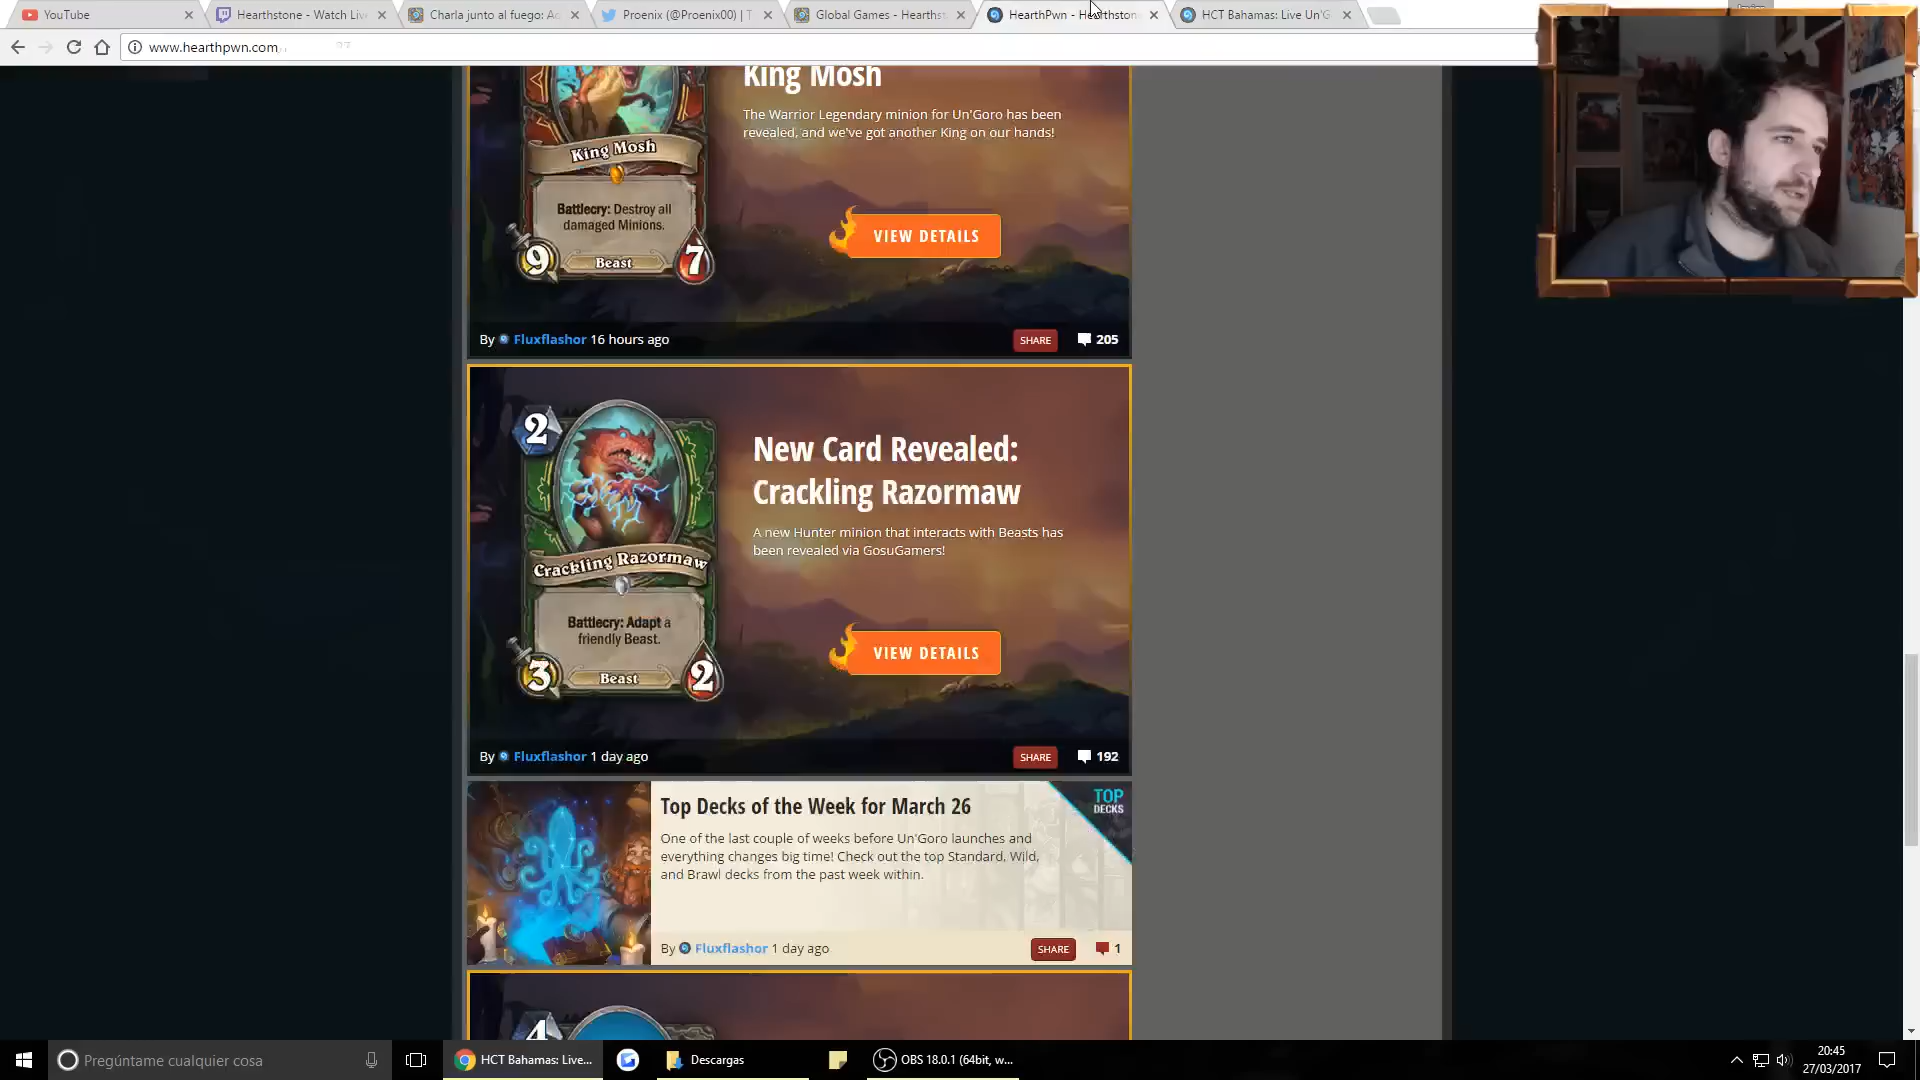 YouTube
Hearthstone - Watch Live
Charla junto al fuego: Ac
Proenix (@Proenix00) | T
Global Games - Hearthst
HearthPwn - Hearthston
HCT Bahamas: Live Un'G
www.hearthpwn.com
King Mosh
The Warrior Legendary minion for Un'Goro has been
revealed, and we've got another King on our hands!
King Mosh
Battlecry: Destroy all
damaged Minions.
9
Beast
7
VIEW DETAILS
By Fluxflashor 16 hours ago
SHARE
205
2
New Card Revealed:
Crackling Razormaw
A new Hunter minion that interacts with Beasts has
been revealed via GosuGamers!
Crackling Razormaw
Battlecry: Adapt a
friendly Beast.
3
Beast
2
VIEW DETAILS
By Fluxflashor 1 day ago
SHARE
192
Top Decks of the Week for March 26
TOP
DECKS
One of the last couple of weeks before Un'Goro launches and
everything changes big time! Check out the top Standard, Wild,
and Brawl decks from the past week within.
By Fluxflashor 1 day ago
SHARE
1
4
Pregúntame cualquier cosa
HCT Bahamas: Live...
Descargas
OBS 18.0.1 (64bit, w...
20:45
27/03/2017